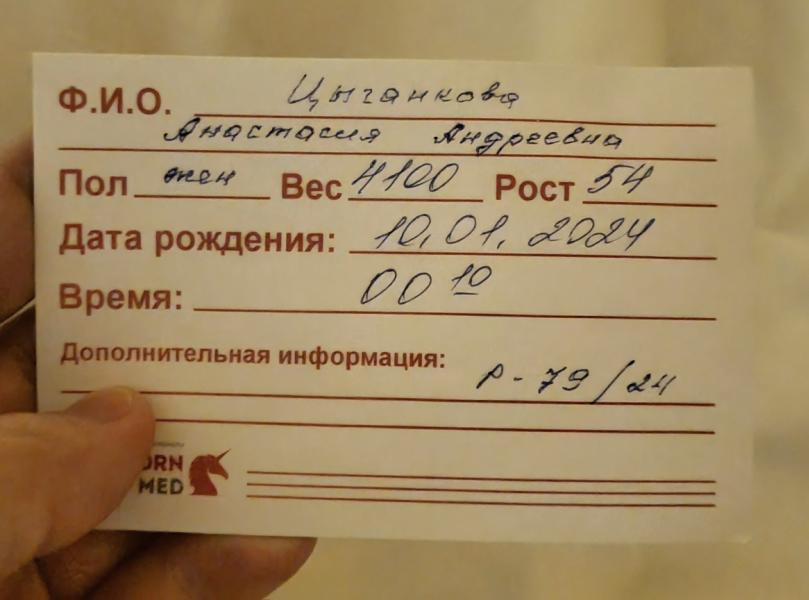 Ф.И.О. Цыганкова
Анастасия Андреевна
Пол жен Вес 4100 Рост 54
Дата рождения: 10.01.2024
Время: 00 10
Дополнительная информация:
Р - 79/24
ORN
MED